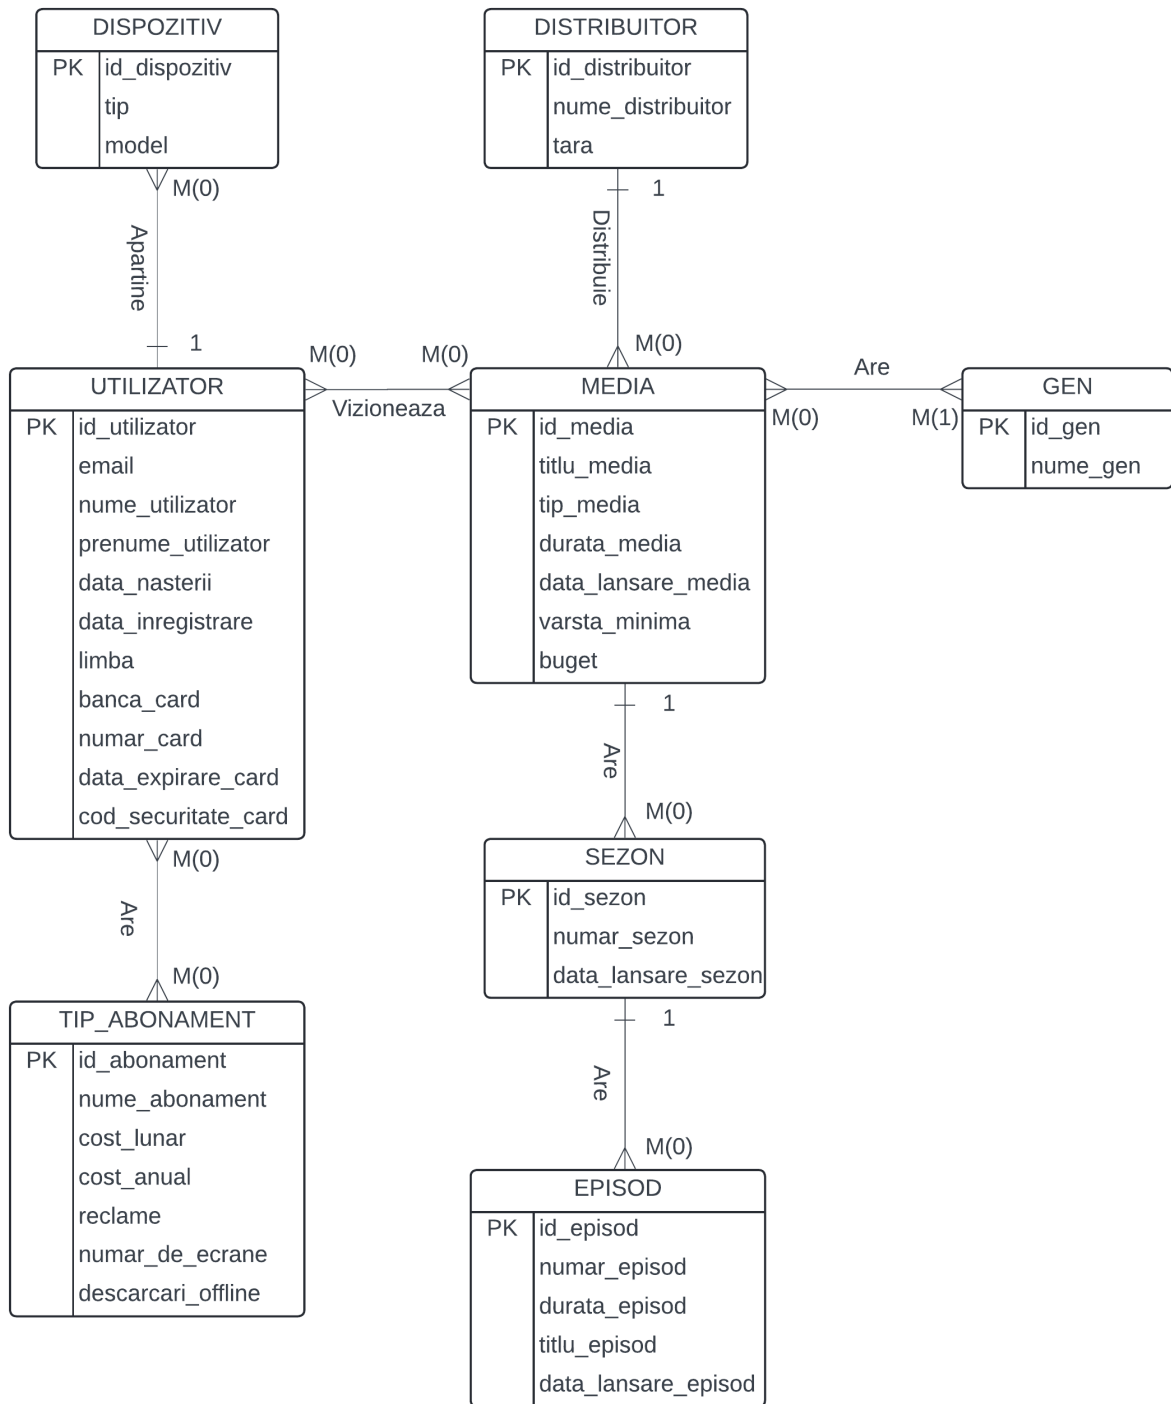 DISPOZITIV
PK id_dispozitiv
tip
model
DISTRIBUITOR
PK id_distribuitor
nume_distribuitor
tara
M(0)
Apartine
1
1
Distribuie
M(0)
M(0)
Vizioneaza
M(0)
Are
M(0)
M(1)
UTILIZATOR
PK id_utilizator
email
nume_utilizator
prenume_utilizator
data_nasterii
data_inregistrare
limba
banca_card
numar_card
data_expirare_card
cod_securitate_card
MEDIA
PK id_media
titlu_media
tip_media
durata_media
data_lansare_media
varsta_minima
buget
GEN
PK id_gen
nume_gen
M(0)
Are
M(0)
1
Are
M(0)
TIP_ABONAMENT
PK id_abonament
nume_abonament
cost_lunar
cost_anual
reclame
numar_de_ecrane
descarcari_offline
SEZON
PK id_sezon
numar_sezon
data_lansare_sezon
1
Are
M(0)
EPISOD
PK id_episod
numar_episod
durata_episod
titlu_episod
data_lansare_episod